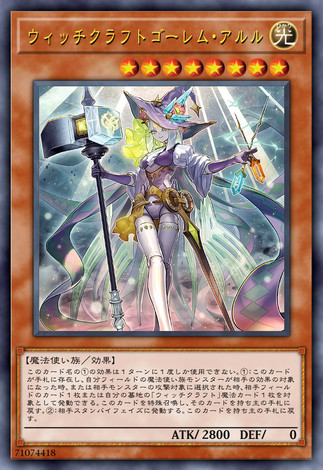 ウィッチクラフトゴーレム・アルル
光
【魔法使い族／効果】
このカード名の①の効果は１ターンに１度しか使用できない。①：このカード
が手札に存在し、自分フィールドの魔法使い族モンスターが相手の効果の対象
になった時、または相手モンスターの攻撃対象に選択された時、相手フィール
ドのカード１枚または自分の墓地の「ウィッチクラフト」魔法カード１枚を対
象として発動できる。このカードを特殊召喚し、そのカードを持ち主の手札に戻
す。②：相手スタンバイフェイズに発動する。このカードを持ち主の手札に戻
す。
ATK/ 2800 DEF/ 0
71074418